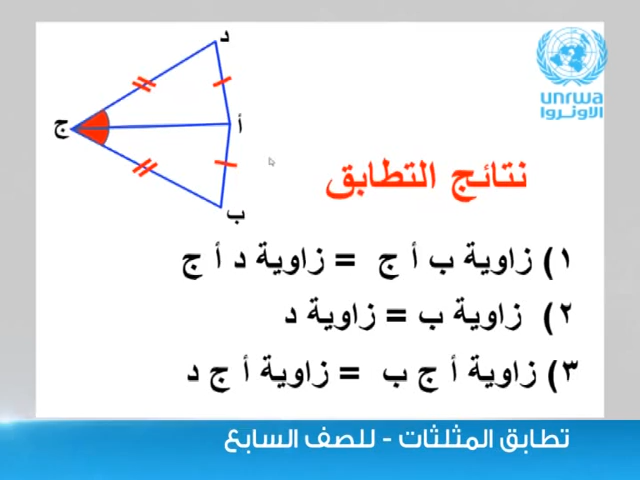 د
unrwa
الأونروا
ج
أ
ب
نتائج التطابق
١) زاوية ب أ ج = زاوية د أ ج
٢) زاوية ب = زاوية د
٣) زاوية أ ج ب = زاوية أ ج د
تطابق المثلثات - للصف السابع